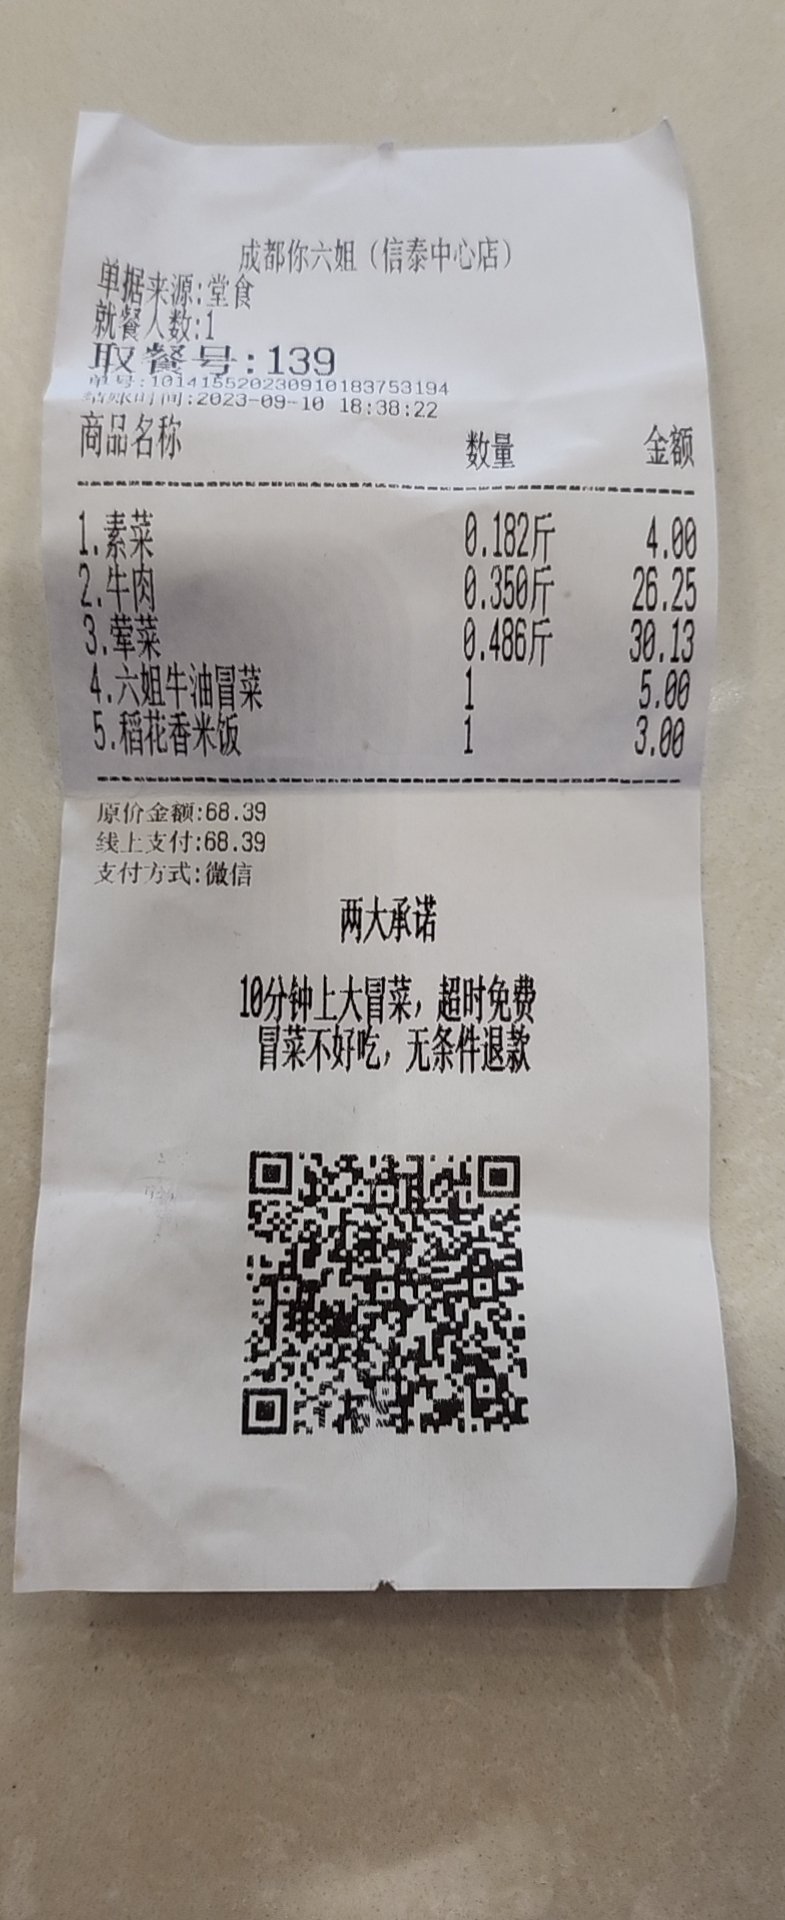 成都你六姐（信泰中心店）
单据来源:堂食
就餐人数:1
取餐号:139
单号:101415520230910183753194
结账时间:2023-09-10 18:38:22
商品名称 数量 金额
1.素菜 0.182斤 4.00
2.牛肉 0.350斤 26.25
3.荤菜 0.486斤 30.13
4.六姐牛油冒菜 1 5.00
5.稻花香米饭 1 3.00
原价金额:68.39
线上支付:68.39
支付方式:微信
两大承诺
10分钟上大冒菜，超时免费
冒菜不好吃，无条件退款